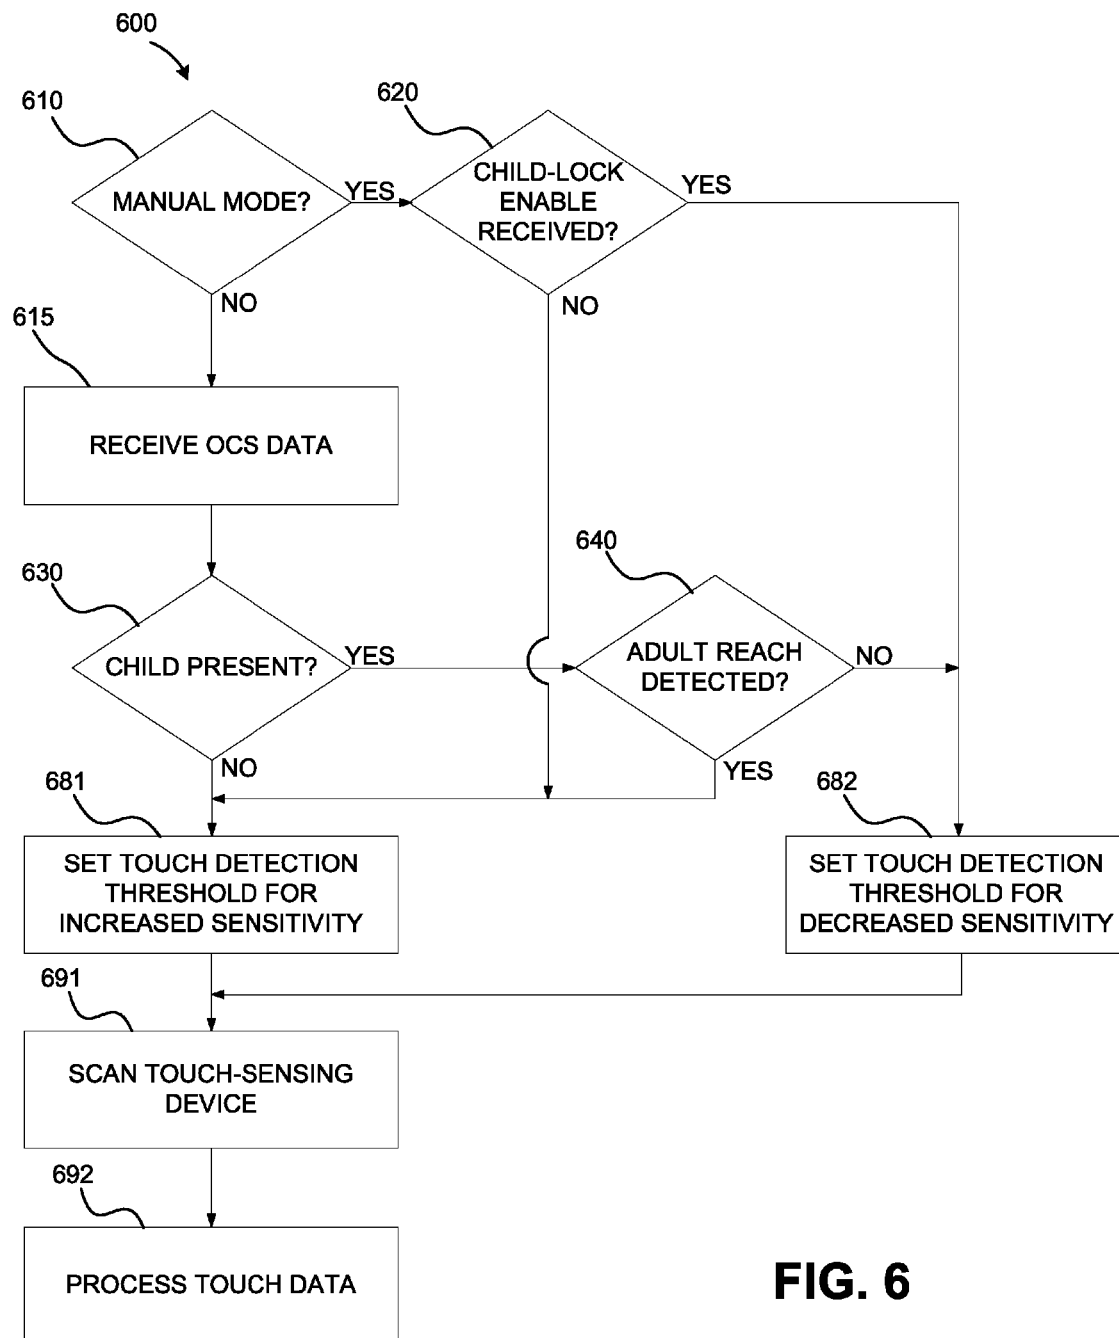 600
610
620
MANUAL MODE?
YES
CHILD-LOCK
ENABLE
RECEIVED?
YES
NO
NO
615
RECEIVE OCS DATA
630
640
CHILD PRESENT?
YES
ADULT REACH
DETECTED?
NO
NO
YES
681
682
SET TOUCH DETECTION
THRESHOLD FOR
INCREASED SENSITIVITY
SET TOUCH DETECTION
THRESHOLD FOR
DECREASED SENSITIVITY
691
SCAN TOUCH-SENSING
DEVICE
692
PROCESS TOUCH DATA
FIG. 6